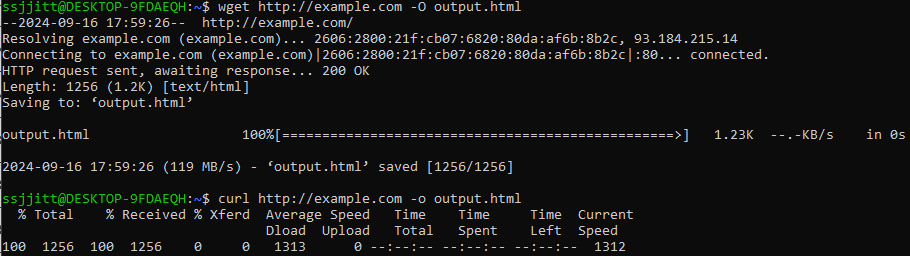 ssjjitt@DESKTOP-9FDAEQH:~$ wget http://example.com -O output.html
--2024-09-16 17:59:26--  http://example.com/
Resolving example.com (example.com)... 2606:2800:21f:cb07:6820:80da:af6b:8b2c, 93.184.215.14
Connecting to example.com (example.com)|2606:2800:21f:cb07:6820:80da:af6b:8b2c|:80... connected.
HTTP request sent, awaiting response... 200 OK
Length: 1256 (1.2K) [text/html]
Saving to: ‘output.html’
output.html                   100%[=================================================>]   1.23K  --.-KB/s    in 0s
2024-09-16 17:59:26 (119 MB/s) - ‘output.html’ saved [1256/1256]
ssjjitt@DESKTOP-9FDAEQH:~$ curl http://example.com -o output.html
  % Total    % Received % Xferd  Average Speed   Time    Time     Time  Current
                                 Dload  Upload   Total   Spent    Left  Speed
100  1256  100  1256    0     0   1313      0 --:--:-- --:--:-- --:--:--  1312